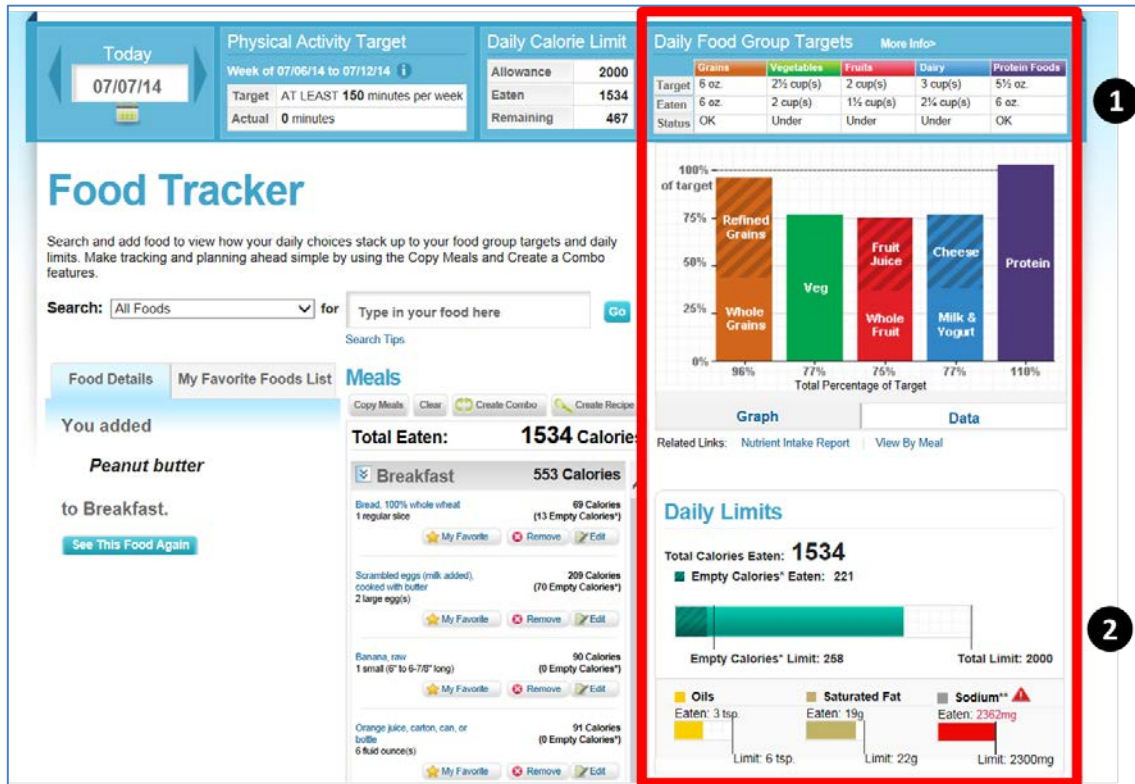 Today
07/07/14
Physical Activity Target
Week of 07/06/14 to 07/12/14 i
Target AT LEAST 150 minutes per week
Actual 0 minutes
Daily Calorie Limit
Allowance 2000
Eaten 1534
Remaining 467
Daily Food Group Targets More Info>
Grains Vegetables Fruits Dairy Protein Foods
Target 6 oz. 2½ cup(s) 2 cup(s) 3 cup(s) 5½ oz.
Eaten 6 oz. 2 cup(s) 1½ cup(s) 2¼ cup(s) 6 oz.
Status OK Under Under Under OK
1
Food Tracker
Search and add food to view how your daily choices stack up to your food group targets and daily
limits. Make tracking and planning ahead simple by using the Copy Meals and Create a Combo
features.
Search: All Foods for Type in your food here Go
Search Tips
Food Details My Favorite Foods List
You added
Peanut butter
to Breakfast.
See This Food Again
Meals
Copy Meals Clear Create Combo Create Recipe
Total Eaten: 1534 Calories
Breakfast 553 Calories
Bread, 100% whole wheat 69 Calories
1 regular slice (13 Empty Calories*)
My Favorite Remove Edit
Scrambled eggs (milk added), 209 Calories
cooked with butter (70 Empty Calories*)
2 large egg(s)
My Favorite Remove Edit
Banana, raw 90 Calories
1 small (6" to 6-7/8" long) (0 Empty Calories*)
My Favorite Remove Edit
Orange juice, carton, can, or 91 Calories
bottle (0 Empty Calories*)
6 fluid ounce(s)
My Favorite Remove Edit
100%
of target
75%
50%
25%
0%
Refined
Grains
Whole
Grains
Veg
Fruit
Juice
Whole
Fruit
Cheese
Milk &
Yogurt
Protein
96% 77% 75% 77% 110%
Total Percentage of Target
Graph Data
Related Links: Nutrient Intake Report | View By Meal
Daily Limits
Total Calories Eaten: 1534
Empty Calories* Eaten: 221
Empty Calories* Limit: 258 Total Limit: 2000
2
Oils Saturated Fat Sodium**
Eaten: 3 tsp. Eaten: 19g Eaten: 2362mg
Limit: 6 tsp. Limit: 22g Limit: 2300mg